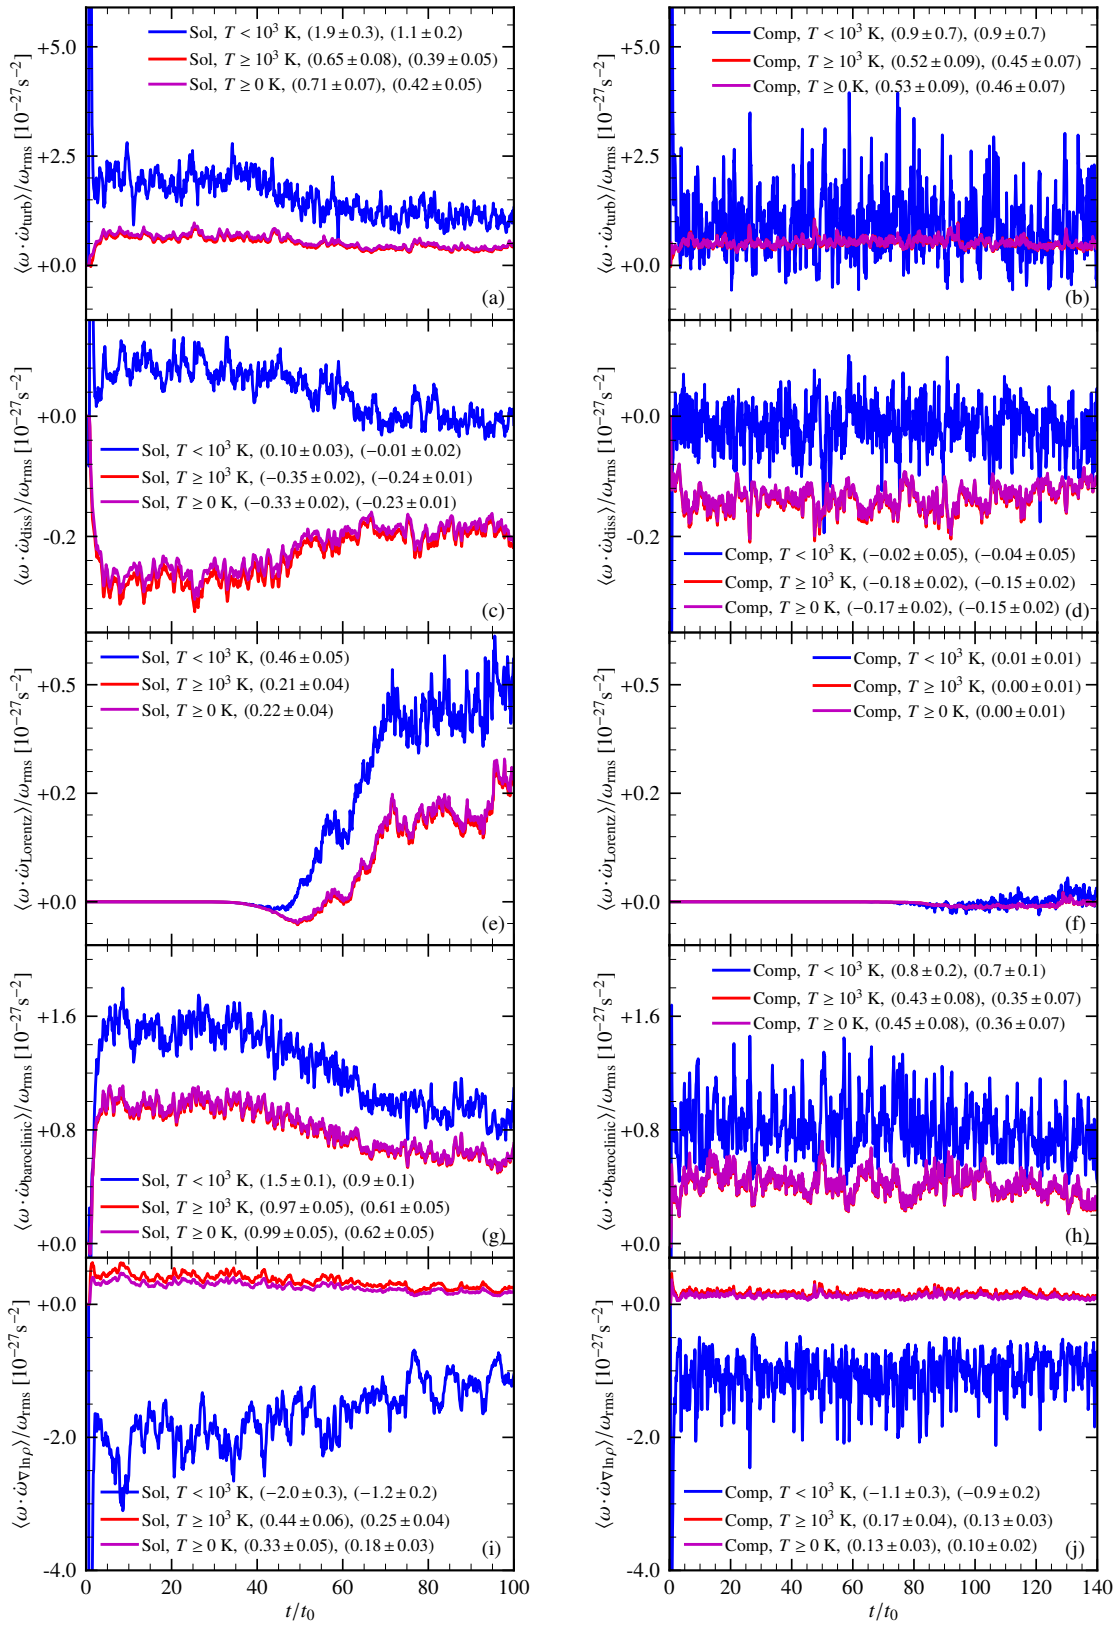 ⟨ω · ω̇turb⟩/ωrms [10−27s−2]
+5.0
+2.5
+0.0
Sol, T < 10³ K, (1.9 ± 0.3), (1.1 ± 0.2)
Sol, T ≥ 10³ K, (0.65 ± 0.08), (0.39 ± 0.05)
Sol, T ≥ 0 K, (0.71 ± 0.07), (0.42 ± 0.05)
(a)
⟨ω · ω̇turb⟩/ωrms [10−27s−2]
+5.0
+2.5
+0.0
Comp, T < 10³ K, (0.9 ± 0.7), (0.9 ± 0.7)
Comp, T ≥ 10³ K, (0.52 ± 0.09), (0.45 ± 0.07)
Comp, T ≥ 0 K, (0.53 ± 0.09), (0.46 ± 0.07)
(b)
⟨ω · ω̇diss⟩/ωrms [10−27s−2]
+0.0
-0.2
Sol, T < 10³ K, (0.10 ± 0.03), (−0.01 ± 0.02)
Sol, T ≥ 10³ K, (−0.35 ± 0.02), (−0.24 ± 0.01)
Sol, T ≥ 0 K, (−0.33 ± 0.02), (−0.23 ± 0.01)
(c)
⟨ω · ω̇diss⟩/ωrms [10−27s−2]
+0.0
-0.2
Comp, T < 10³ K, (−0.02 ± 0.05), (−0.04 ± 0.05)
Comp, T ≥ 10³ K, (−0.18 ± 0.02), (−0.15 ± 0.02)
Comp, T ≥ 0 K, (−0.17 ± 0.02), (−0.15 ± 0.02)
(d)
⟨ω · ω̇Lorentz⟩/ωrms [10−27s−2]
+0.5
+0.2
+0.0
Sol, T < 10³ K, (0.46 ± 0.05)
Sol, T ≥ 10³ K, (0.21 ± 0.04)
Sol, T ≥ 0 K, (0.22 ± 0.04)
(e)
⟨ω · ω̇Lorentz⟩/ωrms [10−27s−2]
+0.5
+0.2
+0.0
Comp, T < 10³ K, (0.01 ± 0.01)
Comp, T ≥ 10³ K, (0.00 ± 0.01)
Comp, T ≥ 0 K, (0.00 ± 0.01)
(f)
⟨ω · ω̇baroclinic⟩/ωrms [10−27s−2]
+1.6
+0.8
+0.0
Sol, T < 10³ K, (1.5 ± 0.1), (0.9 ± 0.1)
Sol, T ≥ 10³ K, (0.97 ± 0.05), (0.61 ± 0.05)
Sol, T ≥ 0 K, (0.99 ± 0.05), (0.62 ± 0.05)
(g)
⟨ω · ω̇baroclinic⟩/ωrms [10−27s−2]
+1.6
+0.8
+0.0
Comp, T < 10³ K, (0.8 ± 0.2), (0.7 ± 0.1)
Comp, T ≥ 10³ K, (0.43 ± 0.08), (0.35 ± 0.07)
Comp, T ≥ 0 K, (0.45 ± 0.08), (0.36 ± 0.07)
(h)
⟨ω · ω̇∇ln ρ⟩/ωrms [10−27s−2]
+0.0
-2.0
-4.0
Sol, T < 10³ K, (−2.0 ± 0.3), (−1.2 ± 0.2)
Sol, T ≥ 10³ K, (0.44 ± 0.06), (0.25 ± 0.04)
Sol, T ≥ 0 K, (0.33 ± 0.05), (0.18 ± 0.03)
(i)
0 20 40 60 80 100
t/t0
⟨ω · ω̇∇ln ρ⟩/ωrms [10−27s−2]
+0.0
-2.0
-4.0
Comp, T < 10³ K, (−1.1 ± 0.3), (−0.9 ± 0.2)
Comp, T ≥ 10³ K, (0.17 ± 0.04), (0.13 ± 0.03)
Comp, T ≥ 0 K, (0.13 ± 0.03), (0.10 ± 0.02)
(j)
0 20 40 60 80 100 120 140
t/t0